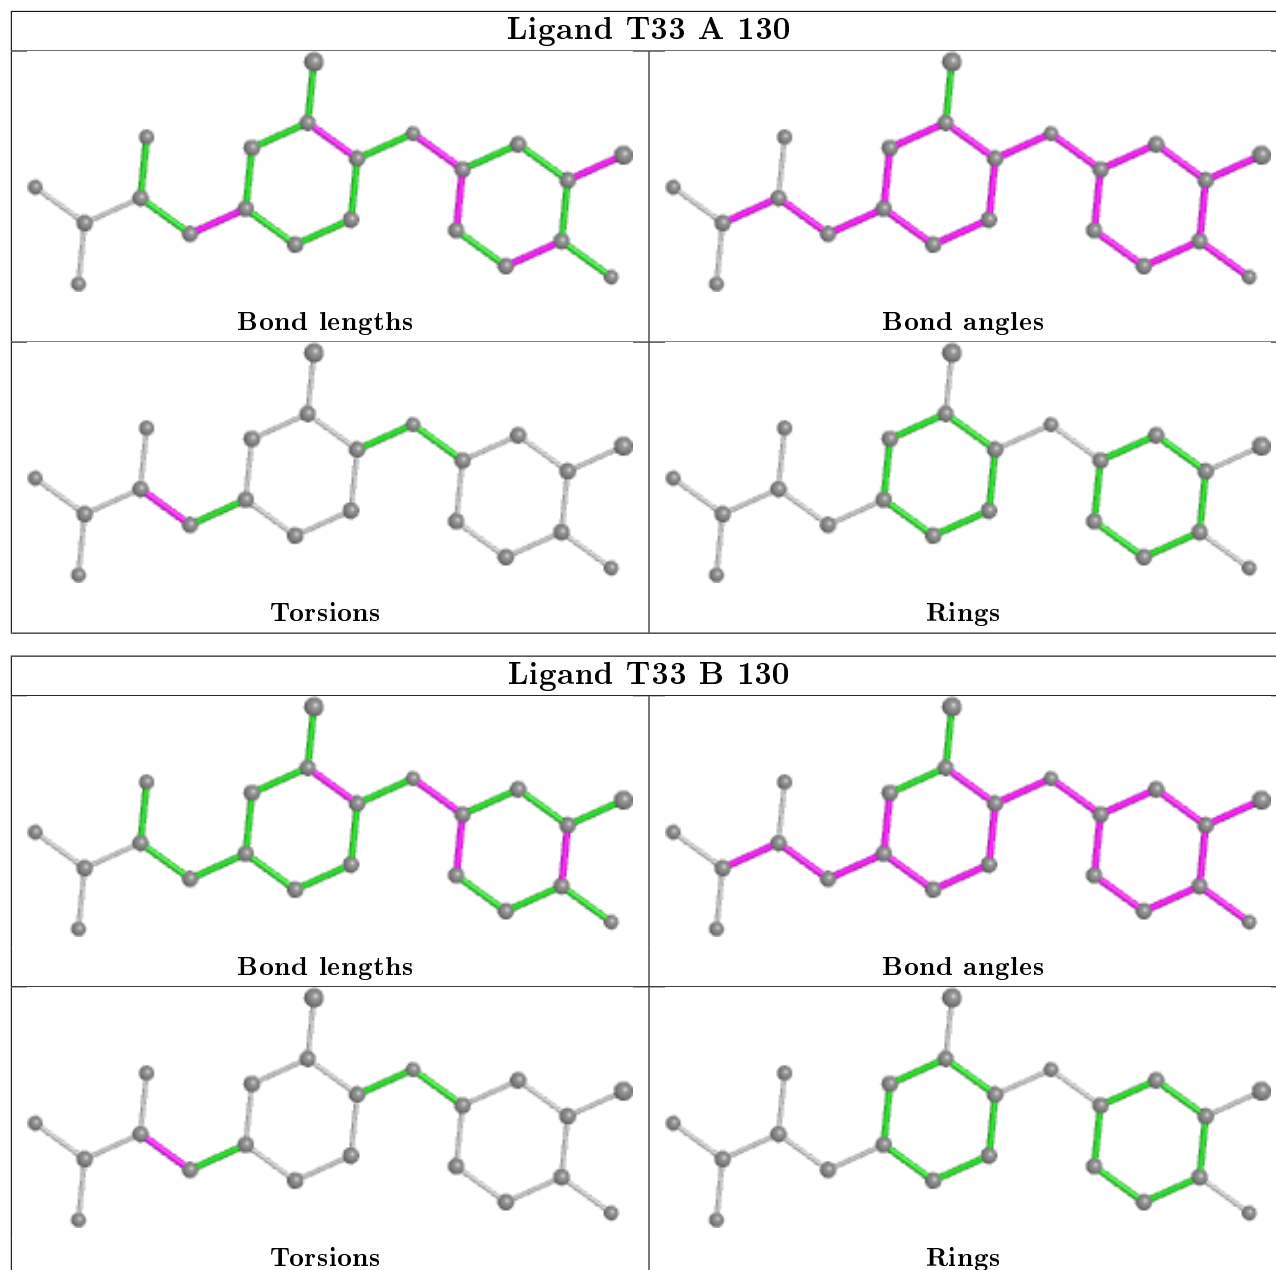 Ligand T33 A 130
Bond lengths
Bond angles
Torsions
Rings
Ligand T33 B 130
Bond lengths
Bond angles
Torsions
Rings